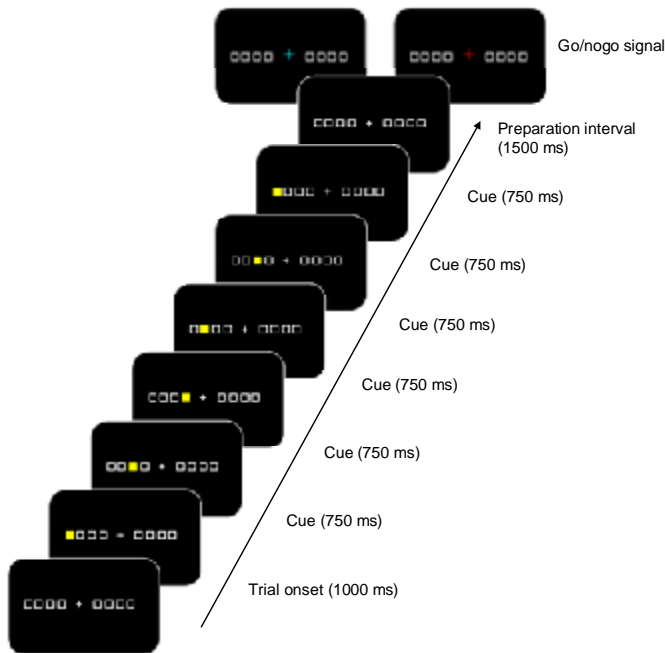 Go/nogo signal
Preparation interval
(1500 ms)
Cue (750 ms)
Cue (750 ms)
Cue (750 ms)
Cue (750 ms)
Cue (750 ms)
Cue (750 ms)
Trial onset (1000 ms)